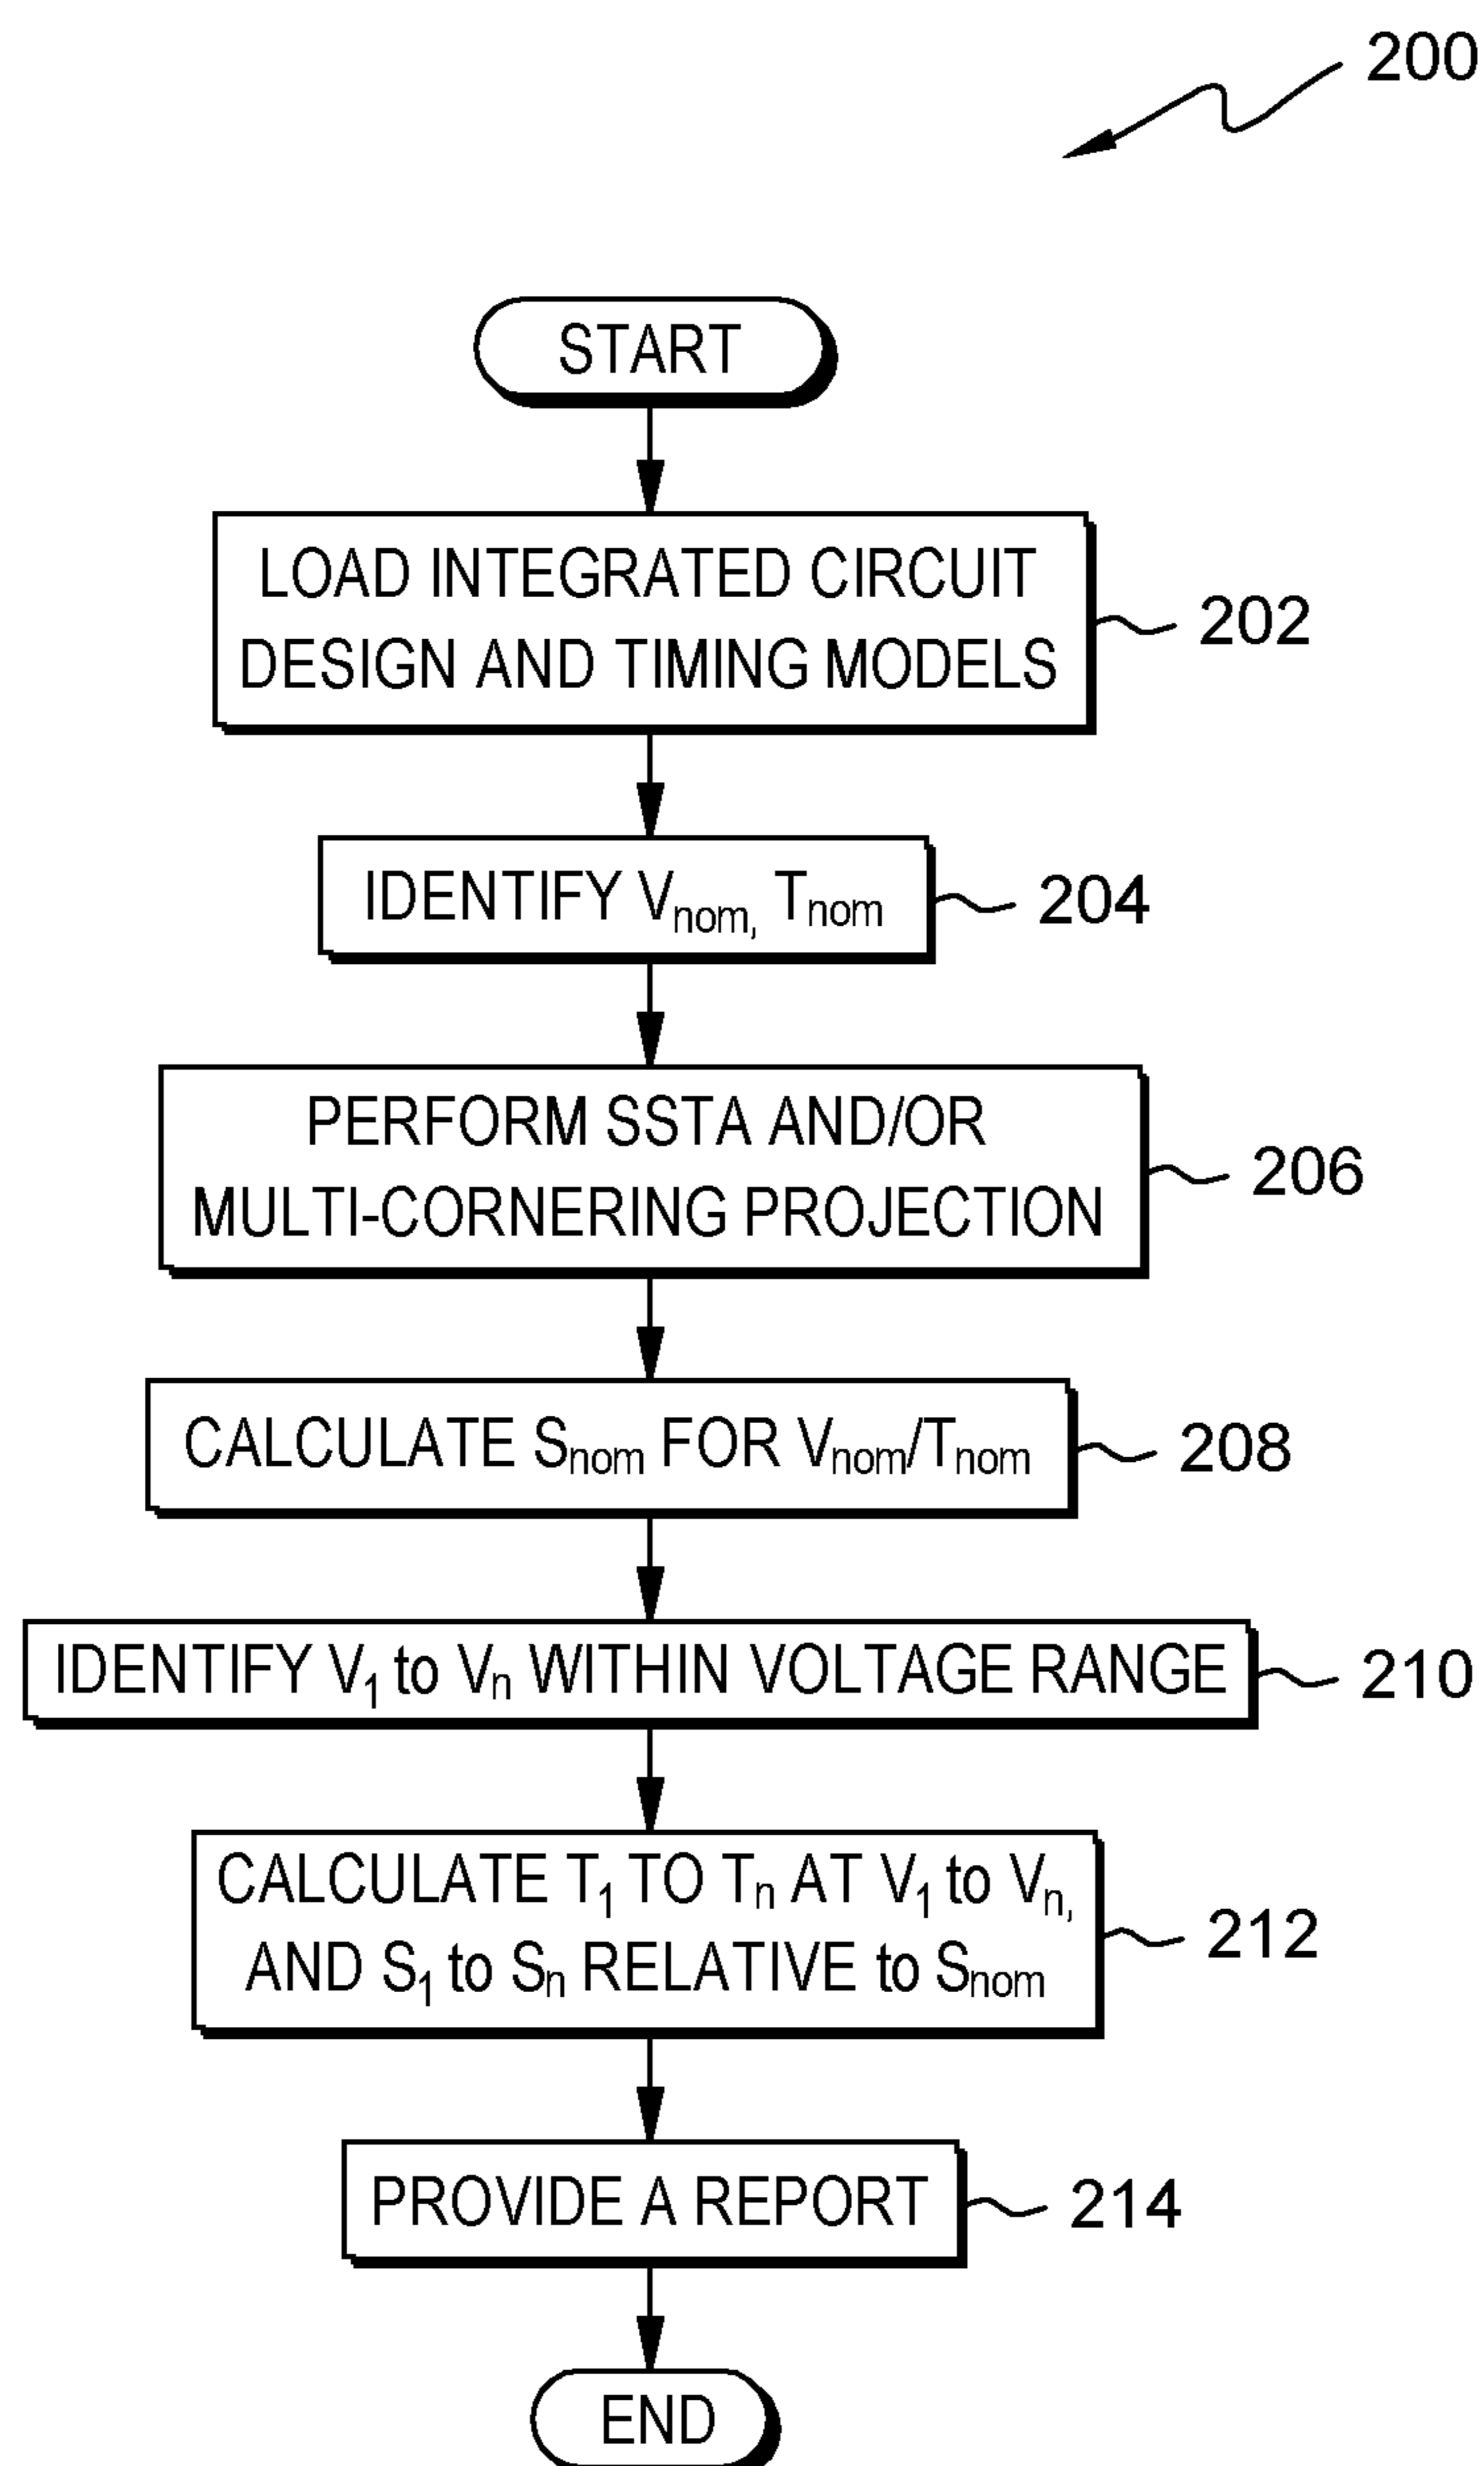 200
START
LOAD INTEGRATED CIRCUIT
DESIGN AND TIMING MODELS
202
IDENTIFY Vnom, Tnom
204
PERFORM SSTA AND/OR
MULTI-CORNERING PROJECTION
206
CALCULATE Snom FOR Vnom/Tnom
208
IDENTIFY V1 to Vn WITHIN VOLTAGE RANGE
210
CALCULATE T1 TO Tn AT V1 to Vn,
AND S1 to Sn RELATIVE to Snom
212
PROVIDE A REPORT
214
END